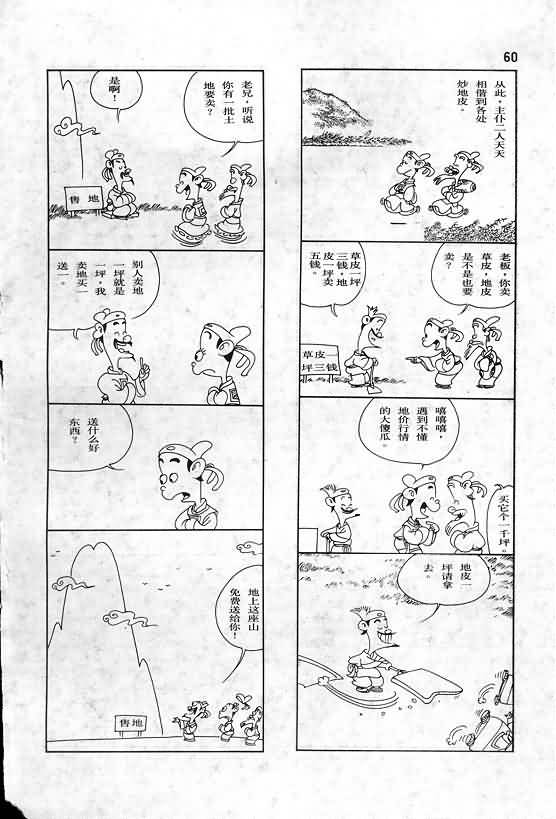 60
从此，主仆二人天天
相偕到各处
炒地皮。
老板，你卖
草皮，地皮
是不是也要
卖？
草皮一坪
三钱，地
皮一坪卖
五钱。
草皮一
坪三钱
嘻嘻嘻，
遇到不懂
地价行情
的大傻瓜。
买它个一千坪。
地皮一
坪请拿
去。
老兄，听说
你有一批土
地要卖？
是啊！
售地
别人卖地
一坪就是
一坪，我
卖地买一
送一。
送什么好
东西？
地上这座山
免费送给你！
售地